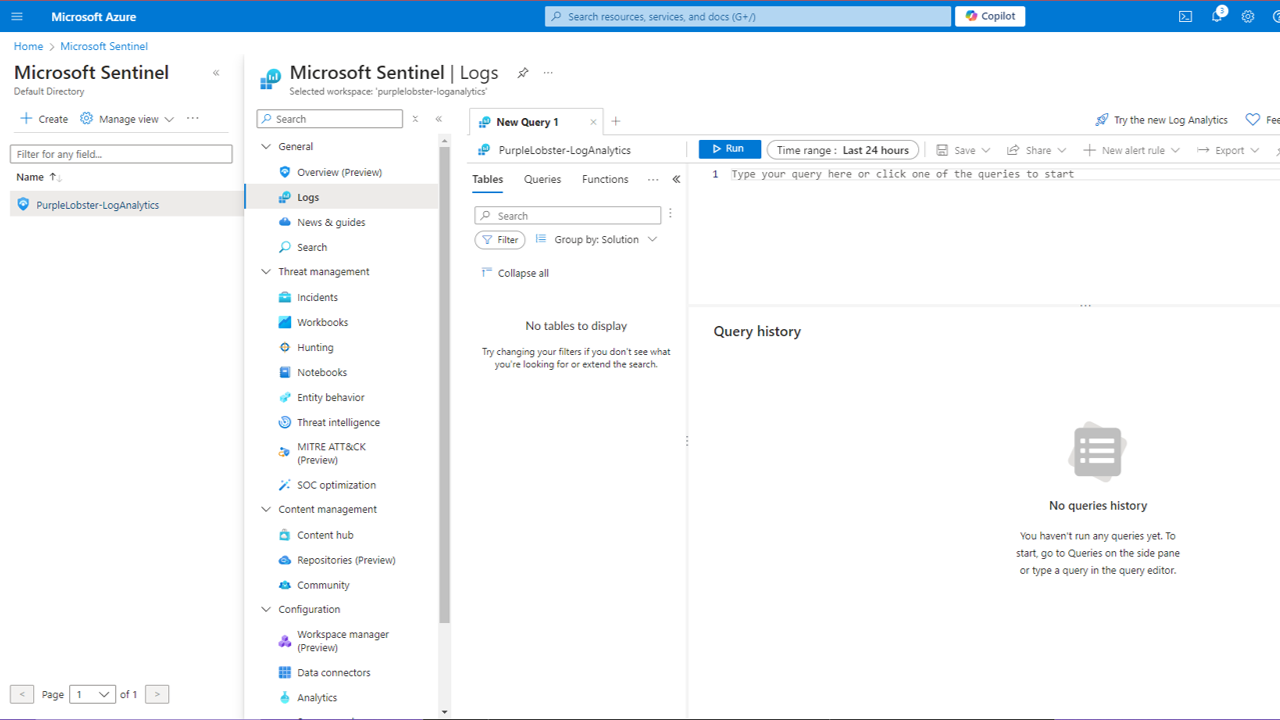 Microsoft Azure
Search resources, services, and docs (G+/)
Copilot
3
Home > Microsoft Sentinel
Microsoft Sentinel
Default Directory
Create
Manage view
Filter for any field...
Name
PurpleLobster-LogAnalytics
< Page 1 of 1 >
Microsoft Sentinel | Logs
Selected workspace: 'purplelobster-loganalytics'
Search
General
Overview (Preview)
Logs
News & guides
Search
Threat management
Incidents
Workbooks
Hunting
Notebooks
Entity behavior
Threat intelligence
MITRE ATT&CK
(Preview)
SOC optimization
Content management
Content hub
Repositories (Preview)
Community
Configuration
Workspace manager
(Preview)
Data connectors
Analytics
New Query 1
Try the new Log Analytics
Fee
PurpleLobster-LogAnalytics
Run
Time range : Last 24 hours
Save
Share
New alert rule
Export
Tables
Queries
Functions
Search
Filter
Group by: Solution
Collapse all
No tables to display
Try changing your filters if you don't see what
you're looking for or extend the search.
1 Type your query here or click one of the queries to start
Query history
No queries history
You haven't run any queries yet. To
start, go to Queries on the side pane
or type a query in the query editor.